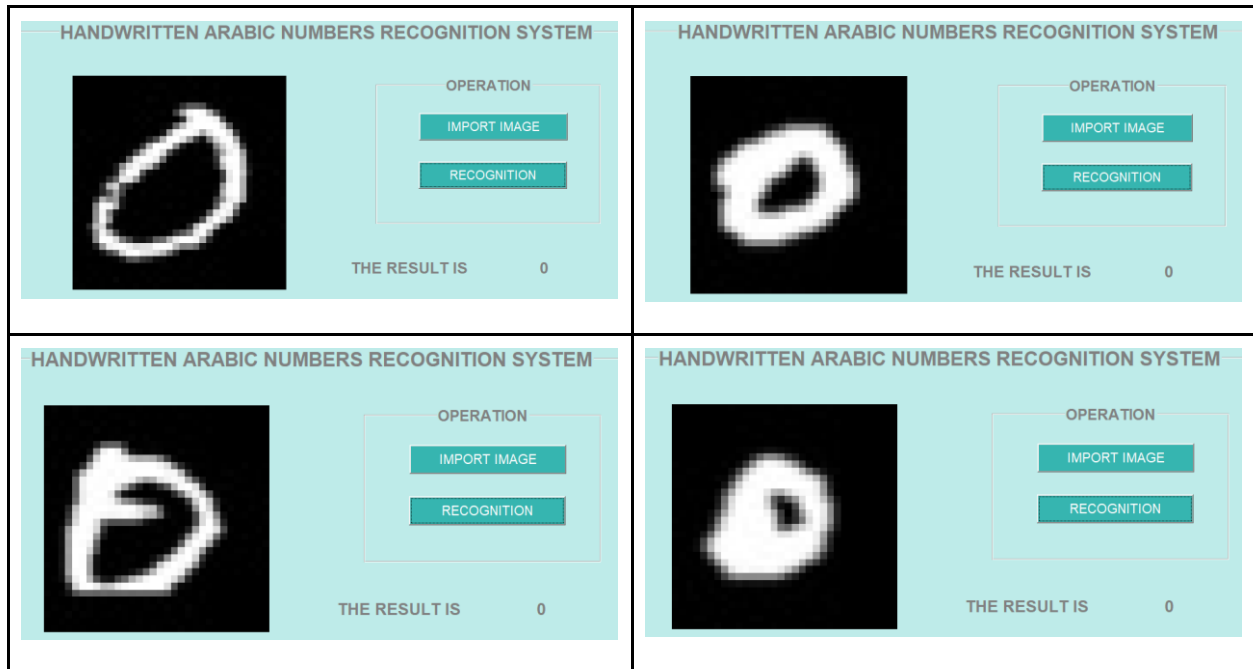 HANDWRITTEN ARABIC NUMBERS RECOGNITION SYSTEM
OPERATION
IMPORT IMAGE
RECOGNITION
THE RESULT IS 0
HANDWRITTEN ARABIC NUMBERS RECOGNITION SYSTEM
OPERATION
IMPORT IMAGE
RECOGNITION
THE RESULT IS 0
HANDWRITTEN ARABIC NUMBERS RECOGNITION SYSTEM
OPERATION
IMPORT IMAGE
RECOGNITION
THE RESULT IS 0
HANDWRITTEN ARABIC NUMBERS RECOGNITION SYSTEM
OPERATION
IMPORT IMAGE
RECOGNITION
THE RESULT IS 0